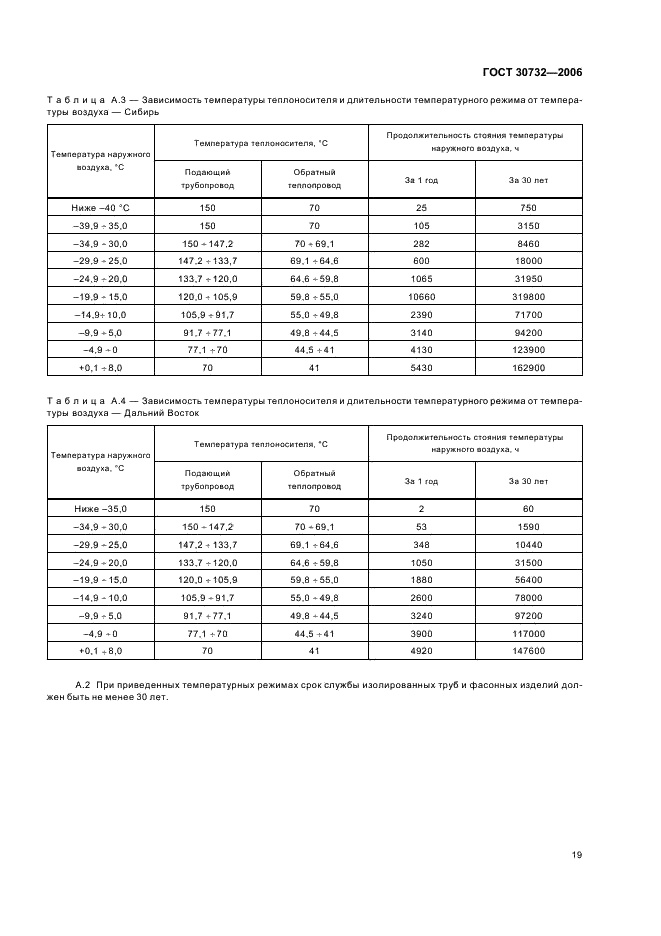 ГОСТ 30732—2006
Т а б л и ц а А.3 — Зависимость температуры теплоносителя и длительности температурного режима от темпера-
туры воздуха — Сибирь
Температура наружного воздуха, °С | Температура теплоносителя, °С | Продолжительность стояния температуры наружного воздуха, ч
Подающий трубопровод | Обратный теплопровод | За 1 год | За 30 лет
Ниже –40 °С | 150 | 70 | 25 | 750
–39,9 ÷ 35,0 | 150 | 70 | 105 | 3150
–34,9 ÷ 30,0 | 150 ÷ 147,2 | 70 ÷ 69,1 | 282 | 8460
–29,9 ÷ 25,0 | 147,2 ÷ 133,7 | 69,1 ÷ 64,6 | 600 | 18000
–24,9 ÷ 20,0 | 133,7 ÷ 120,0 | 64,6 ÷ 59,8 | 1065 | 31950
–19,9 ÷ 15,0 | 120,0 ÷ 105,9 | 59,8 ÷ 55,0 | 10660 | 319800
–14,9÷ 10,0 | 105,9 ÷ 91,7 | 55,0 ÷ 49,8 | 2390 | 71700
–9,9 ÷ 5,0 | 91,7 ÷ 77,1 | 49,8 ÷ 44,5 | 3140 | 94200
–4,9 ÷ 0 | 77,1 ÷ 70 | 44,5 ÷ 41 | 4130 | 123900
+0,1 ÷ 8,0 | 70 | 41 | 5430 | 162900
Т а б л и ц а А.4 — Зависимость температуры теплоносителя и длительности температурного режима от темпера-
туры воздуха — Дальний Восток
Температура наружного воздуха, °С | Температура теплоносителя, °С | Продолжительность стояния температуры наружного воздуха, ч
Подающий трубопровод | Обратный теплопровод | За 1 год | За 30 лет
Ниже –35,0 | 150 | 70 | 2 | 60
–34,9 ÷ 30,0 | 150 ÷ 147,2 | 70 ÷ 69,1 | 53 | 1590
–29,9 ÷ 25,0 | 147,2 ÷ 133,7 | 69,1 ÷ 64,6 | 348 | 10440
–24,9 ÷ 20,0 | 133,7 ÷ 120,0 | 64,6 ÷ 59,8 | 1050 | 31500
–19,9 ÷ 15,0 | 120,0 ÷ 105,9 | 59,8 ÷ 55,0 | 1880 | 56400
–14,9 ÷ 10,0 | 105,9 ÷ 91,7 | 55,0 ÷ 49,8 | 2600 | 78000
–9,9 ÷ 5,0 | 91,7 ÷ 77,1 | 49,8 ÷ 44,5 | 3240 | 97200
–4,9 ÷ 0 | 77,1 ÷ 70 | 44,5 ÷ 41 | 3900 | 117000
+0,1 ÷ 8,0 | 70 | 41 | 4920 | 147600
А.2 При приведенных температурных режимах срок службы изолированных труб и фасонных изделий дол-
жен быть не менее 30 лет.
19